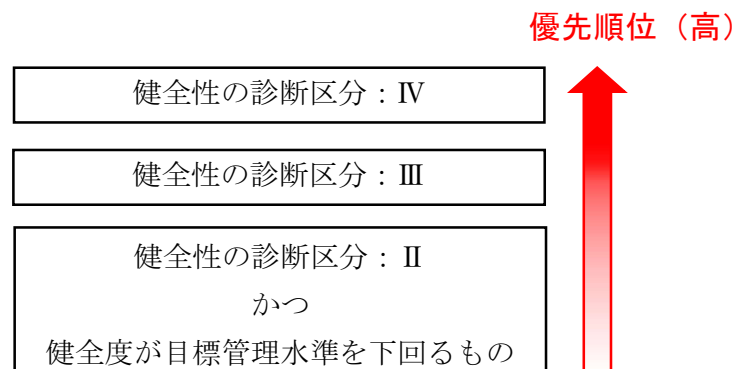 優先順位（高）
健全性の診断区分：Ⅳ
健全性の診断区分：Ⅲ
健全性の診断区分：Ⅱ
かつ
健全度が目標管理水準を下回るもの